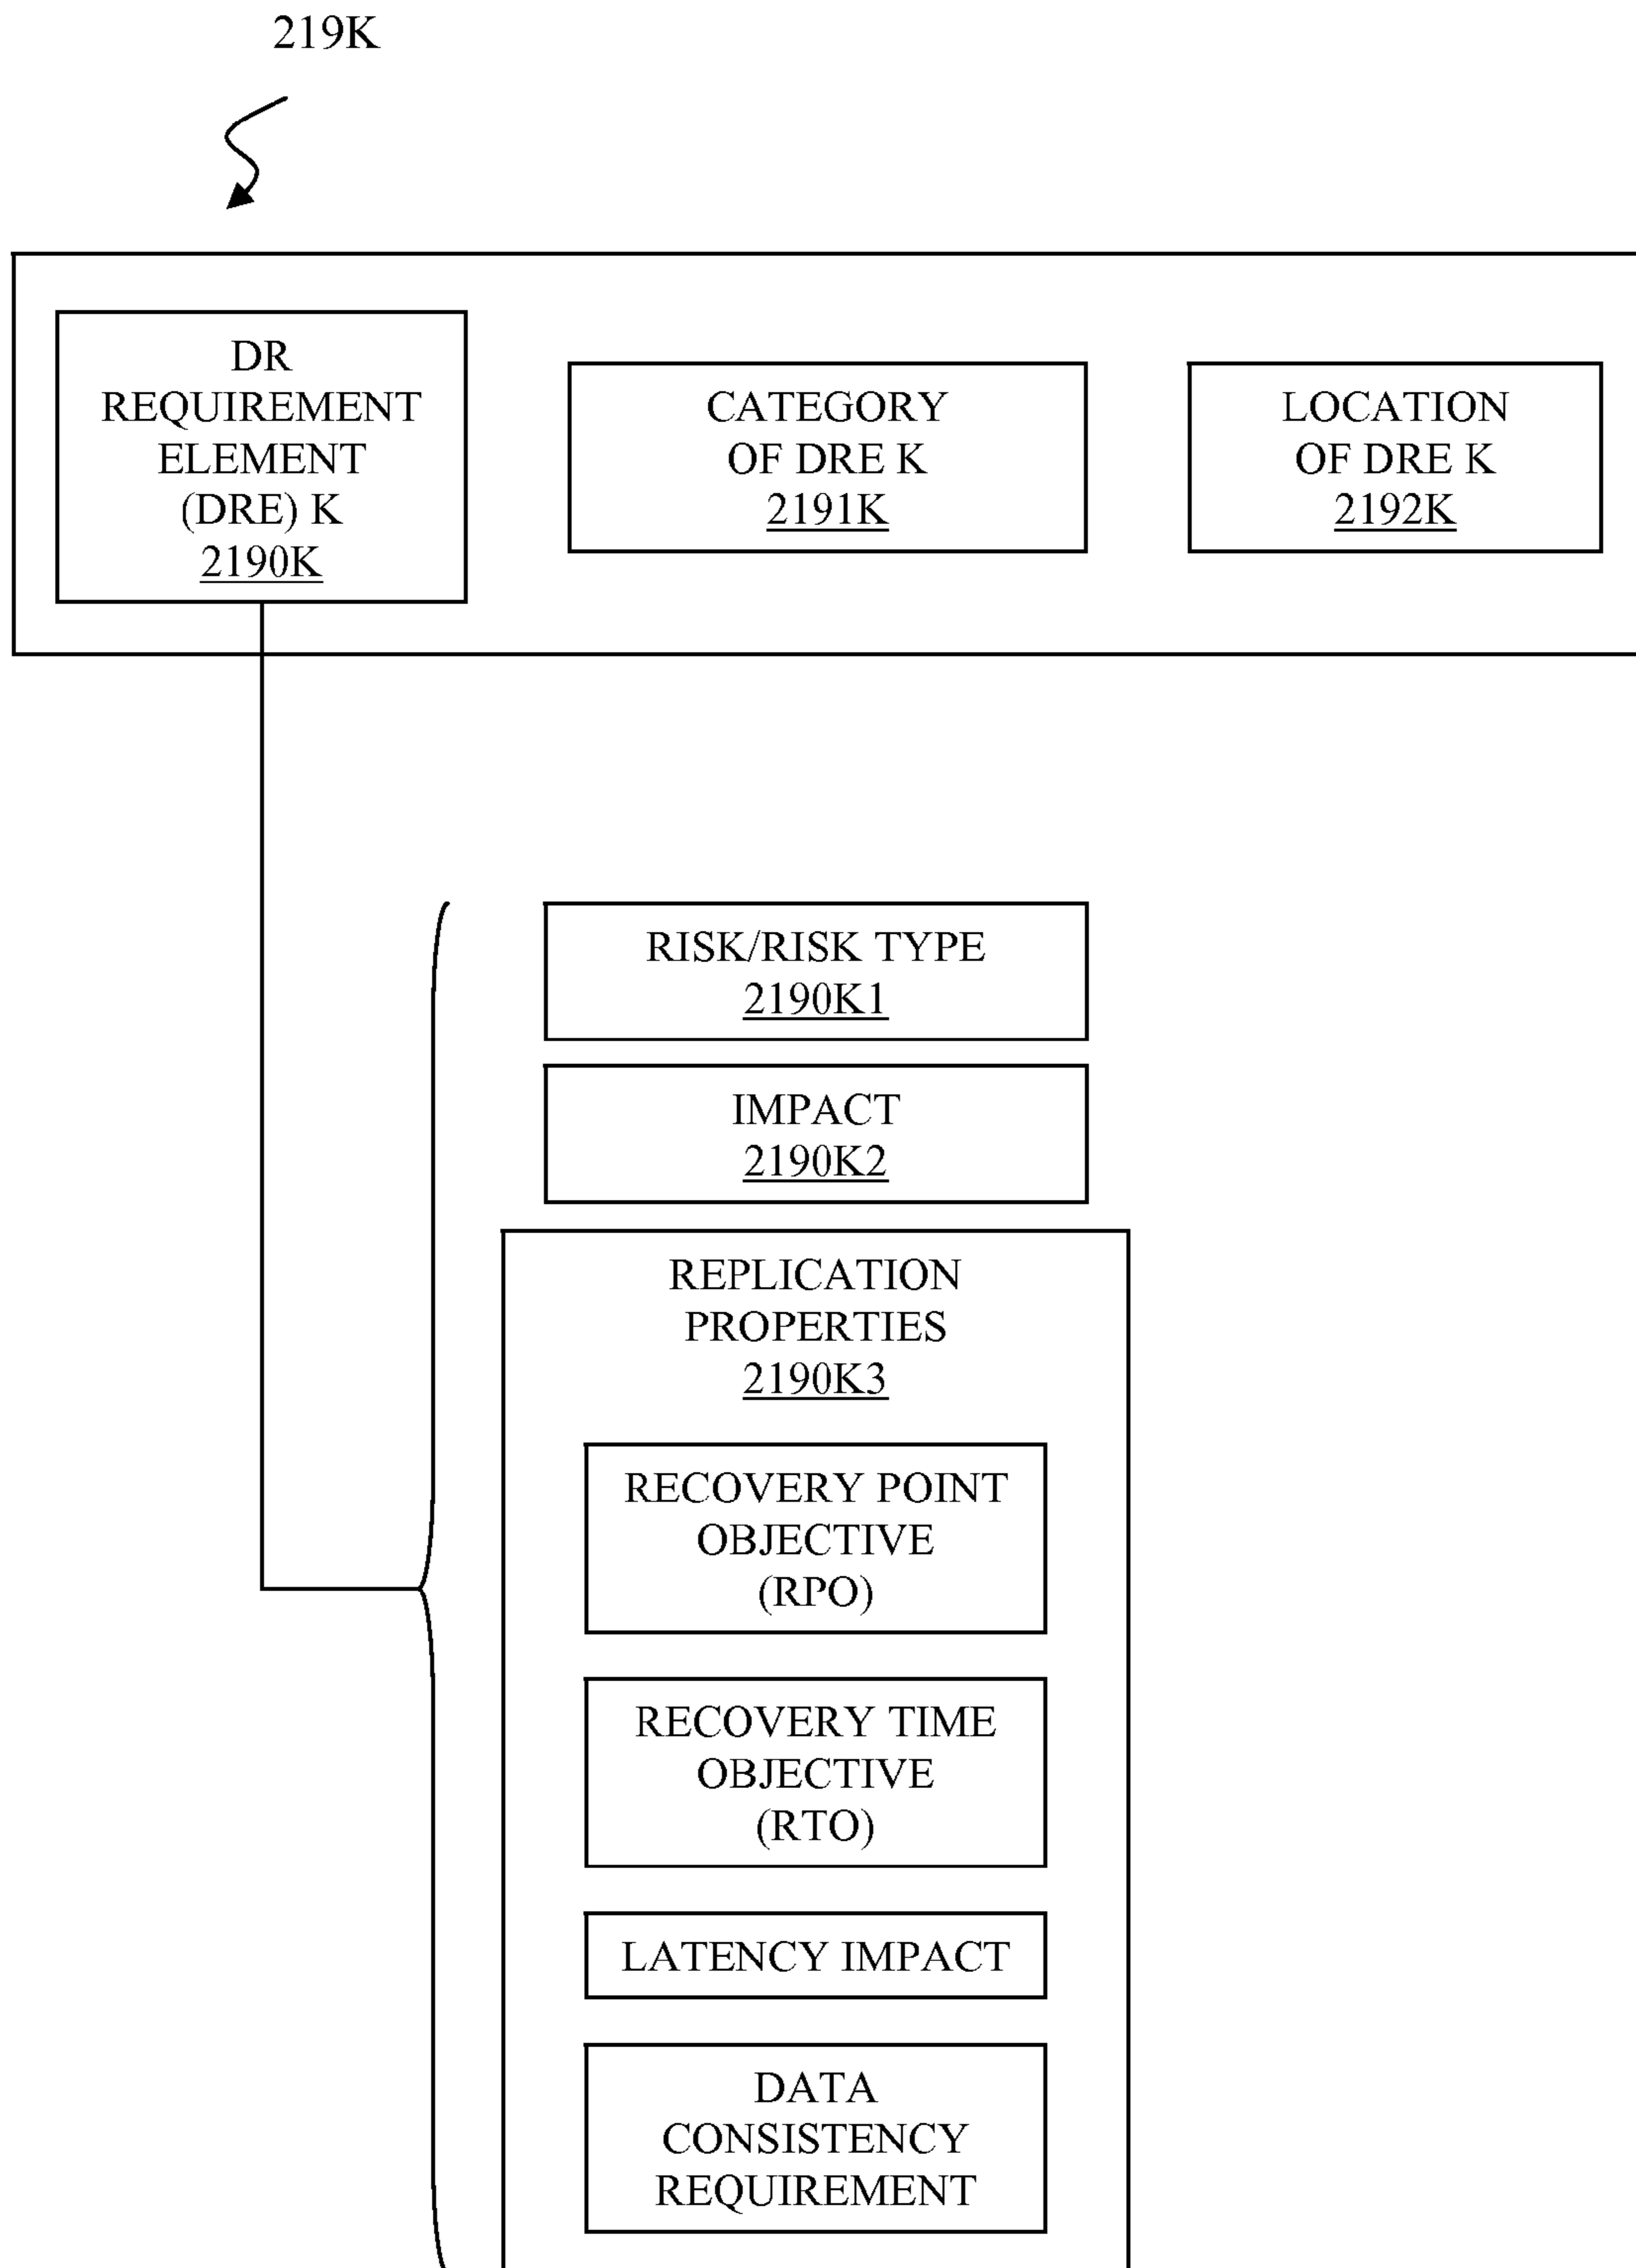 219K
DR
REQUIREMENT
ELEMENT
(DRE) K
2190K
CATEGORY
OF DRE K
2191K
LOCATION
OF DRE K
2192K
RISK/RISK TYPE
2190K1
IMPACT
2190K2
REPLICATION
PROPERTIES
2190K3
RECOVERY POINT
OBJECTIVE
(RPO)
RECOVERY TIME
OBJECTIVE
(RTO)
LATENCY IMPACT
DATA
CONSISTENCY
REQUIREMENT